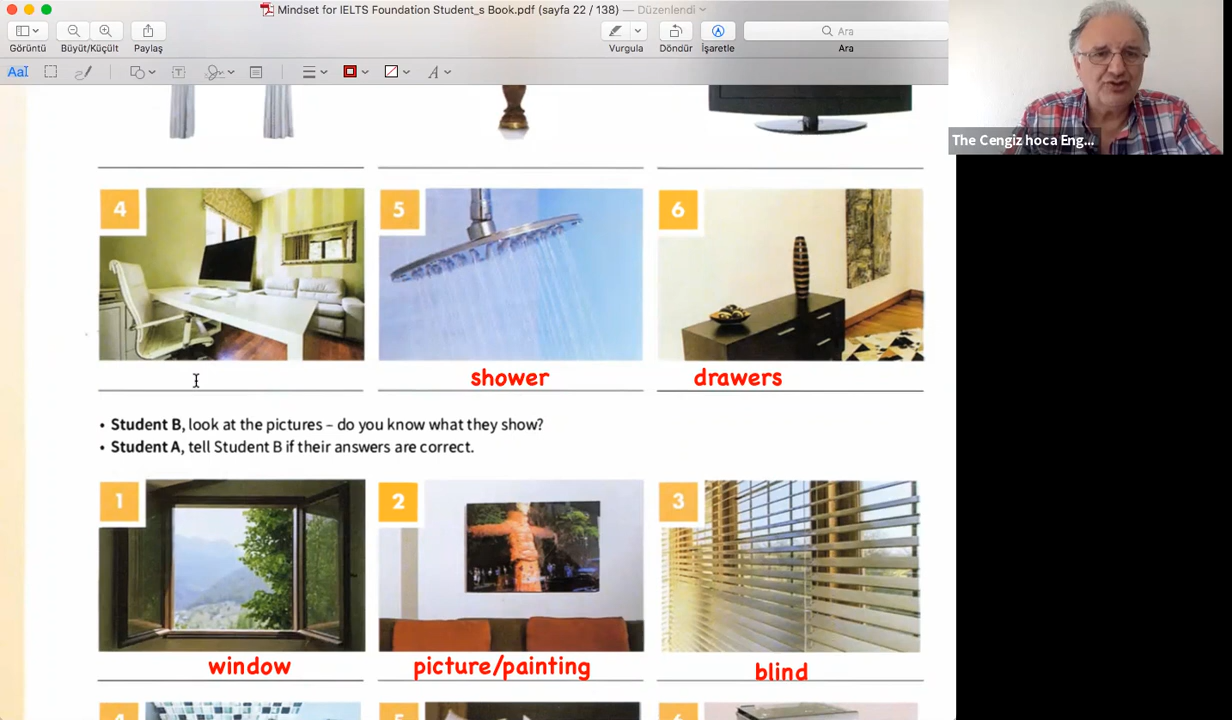 Mindset for IELTS Foundation Student_s Book.pdf (sayfa 22 / 138) — Düzenlendi
Görüntü Büyüt/Küçült Paylaş Vurgula Döndür İşaretle Ara
Ara
AaI T A
The Cengiz hoca Eng...
4 5 6
shower drawers
• Student B, look at the pictures – do you know what they show?
• Student A, tell Student B if their answers are correct.
1 2 3
window picture/painting blind